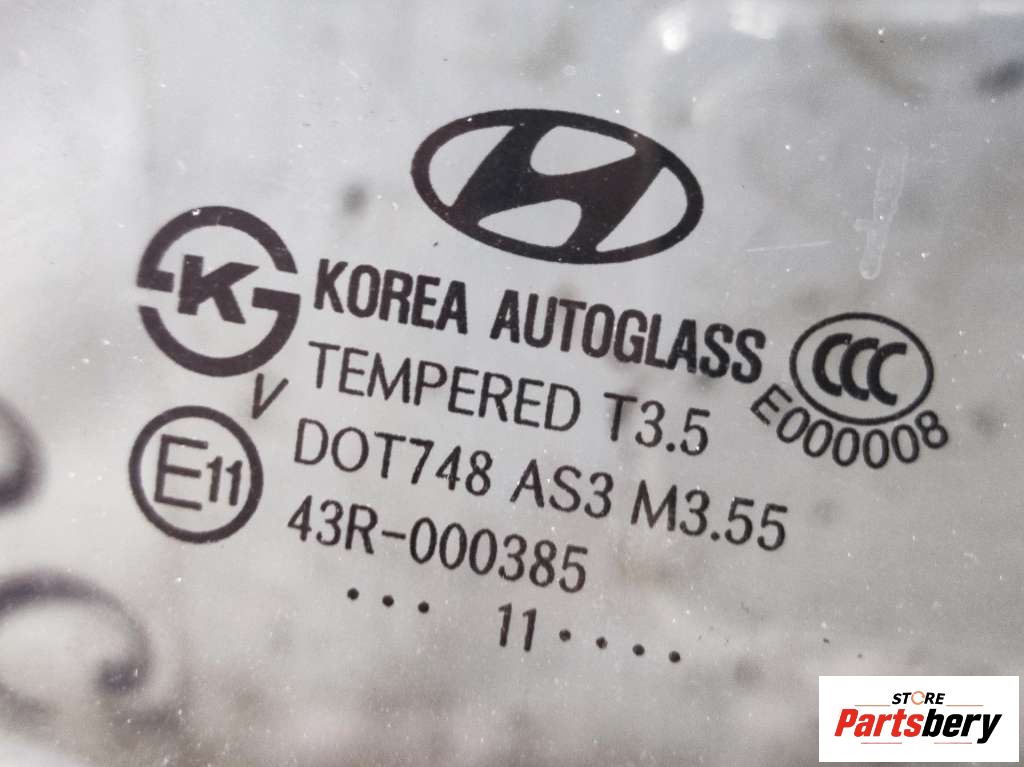 K
KOREA AUTOGLASS
CCC
E000008
V
TEMPERED T3.5
E11
DOT748 AS3 M3.55
43R-000385
... 11....
STORE
Partsbery